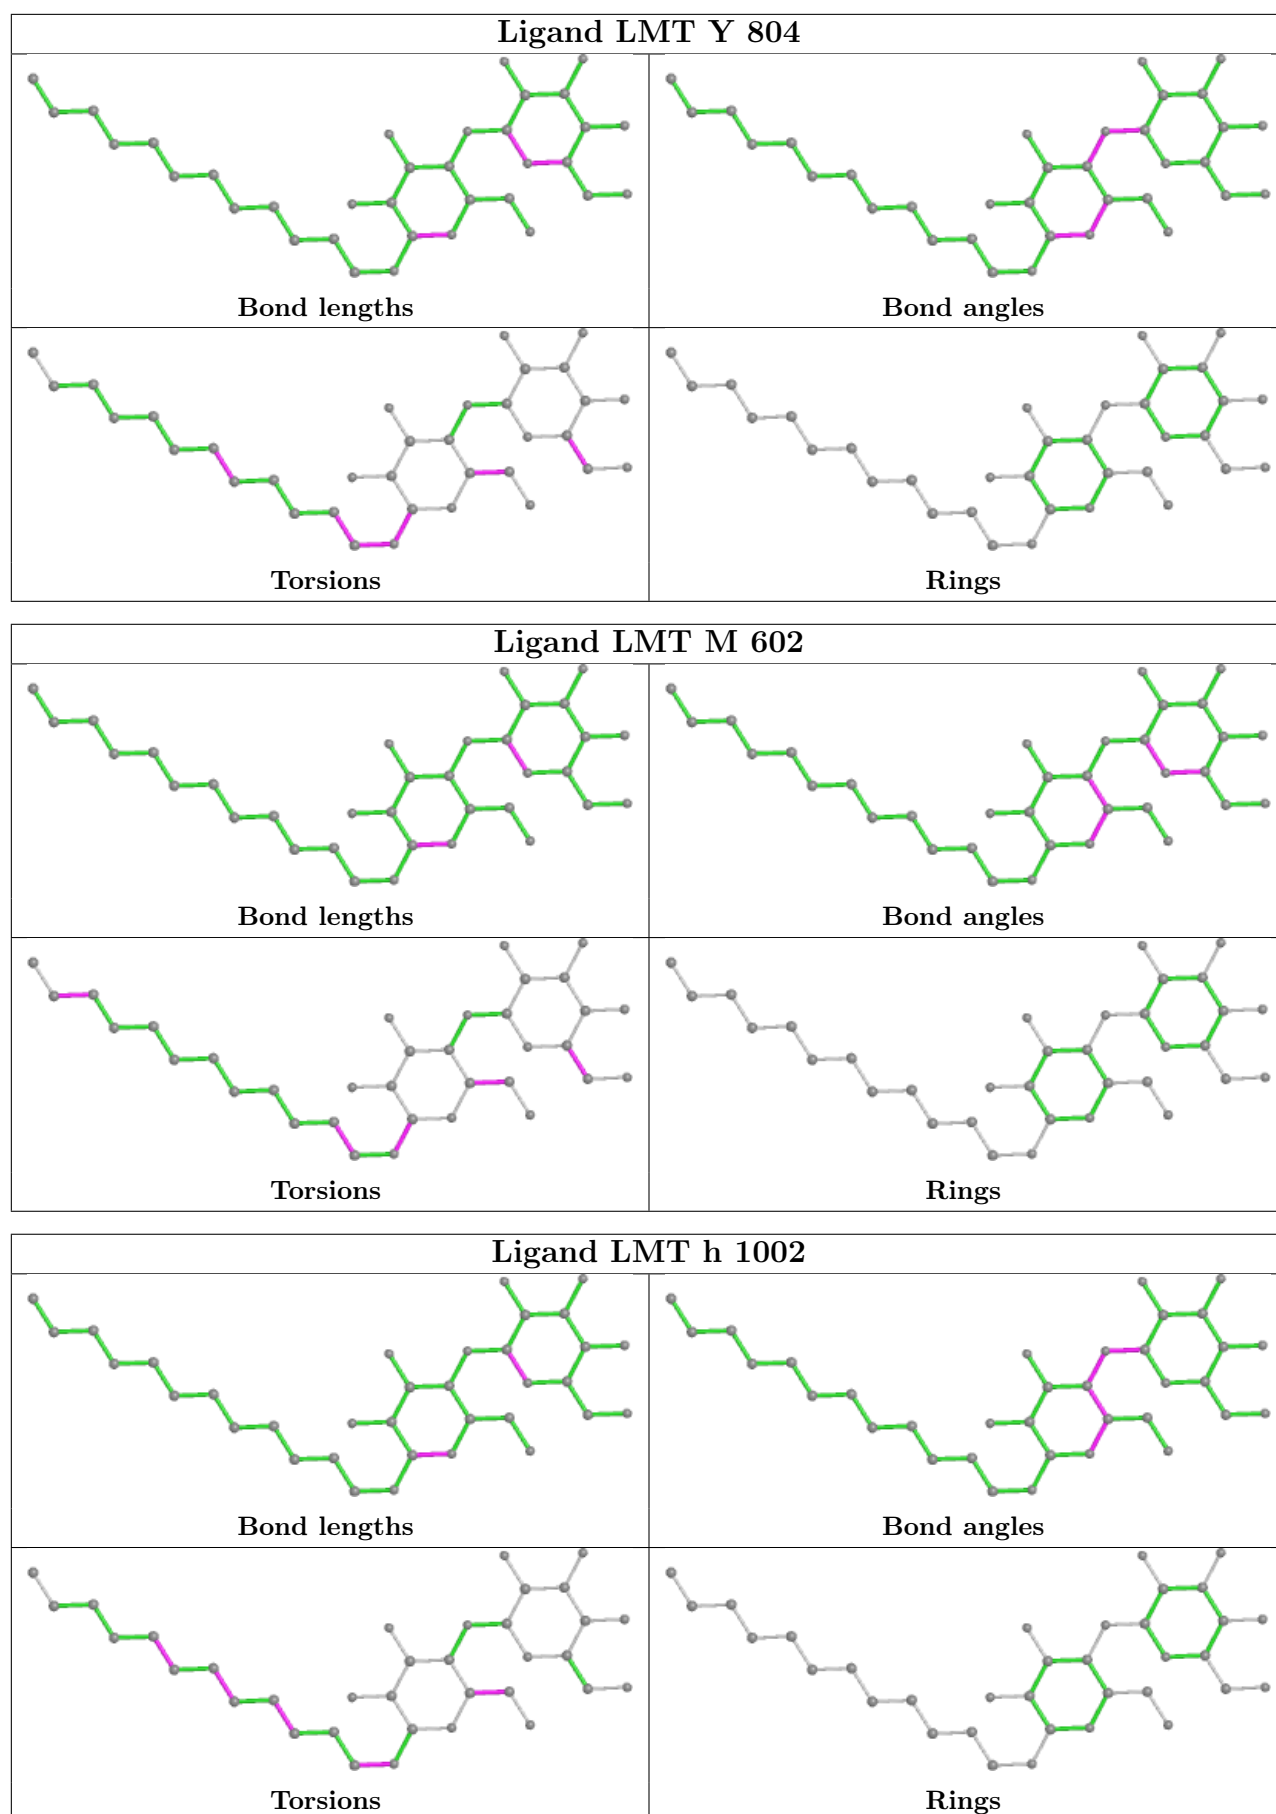 Ligand LMT Y 804
Bond lengths
Bond angles
Torsions
Rings
Ligand LMT M 602
Bond lengths
Bond angles
Torsions
Rings
Ligand LMT h 1002
Bond lengths
Bond angles
Torsions
Rings